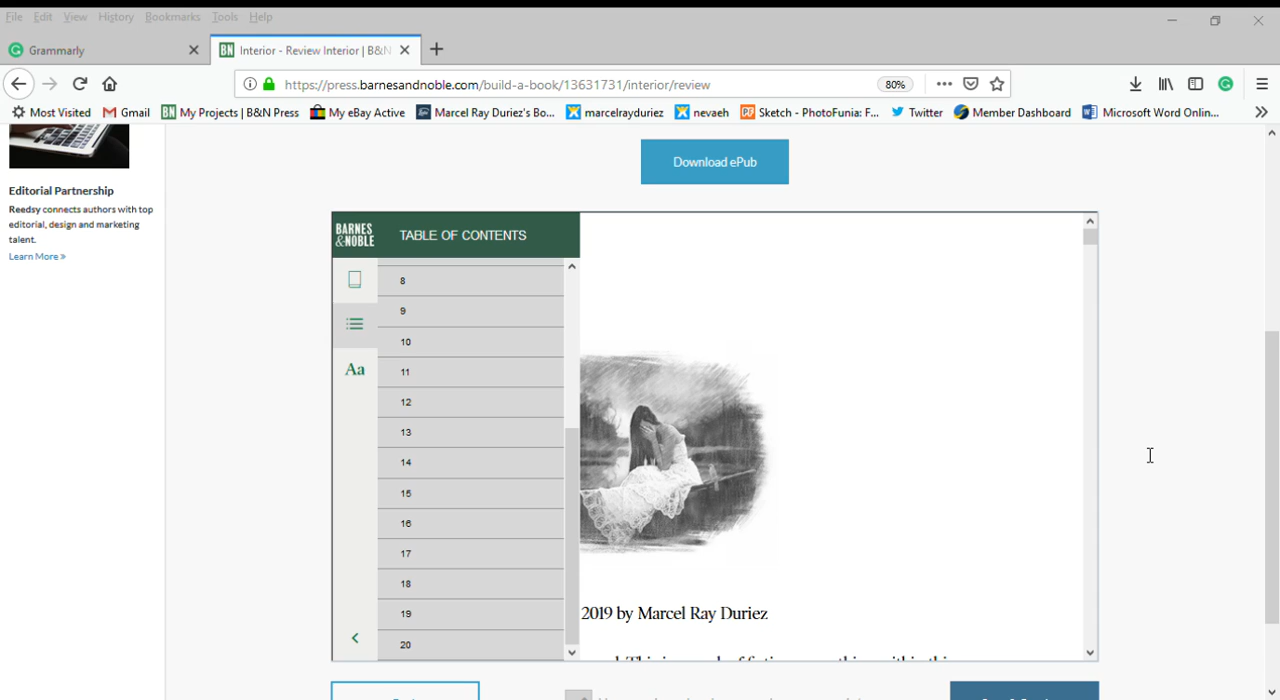 File Edit View History Bookmarks Tools Help
Grammarly
BN Interior - Review Interior | B&N
https://press.barnesandnoble.com/build-a-book/13631731/interior/review
80%
Most Visited Gmail BN My Projects | B&N Press My eBay Active Marcel Ray Duriez's Bo... marcelrayduriez nevaeh PF Sketch - PhotoFunia: F... Twitter Member Dashboard Microsoft Word Onlin...
Download ePub
Editorial Partnership
Reedsy connects authors with top
editorial, design and marketing
talent.
Learn More »
BARNES
&NOBLE
TABLE OF CONTENTS
Aa
8
9
10
11
12
13
14
15
16
17
18
19
20
2019 by Marcel Ray Duriez